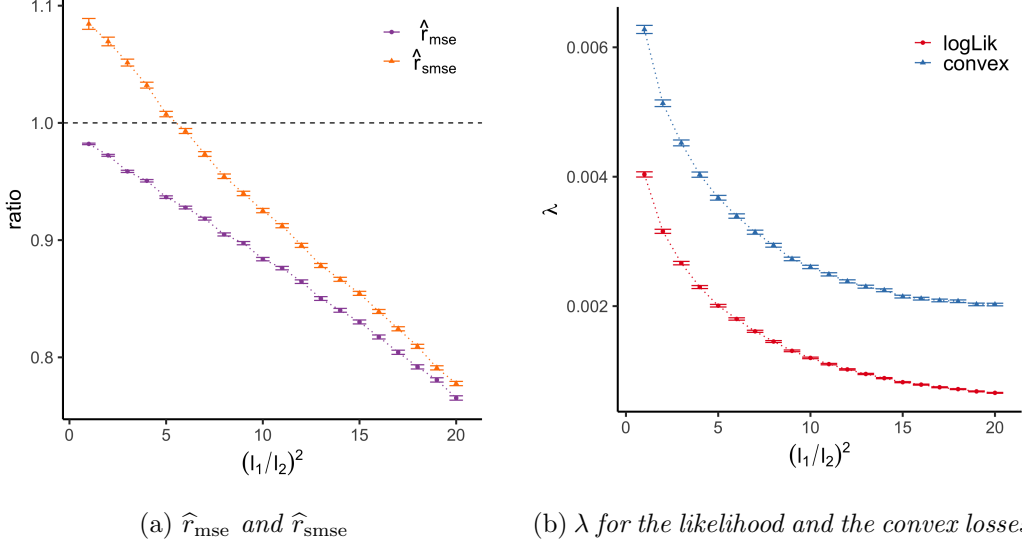 1.1
1.0
0.9
0.8
ratio
0
5
10
15
20
(l₁/l₂)²
r̂mse
r̂smse
0.006
0.004
0.002
λ
0
5
10
15
20
(l₁/l₂)²
logLik
convex
(a) r̂mse and r̂smse
(b) λ for the likelihood and the convex losse.